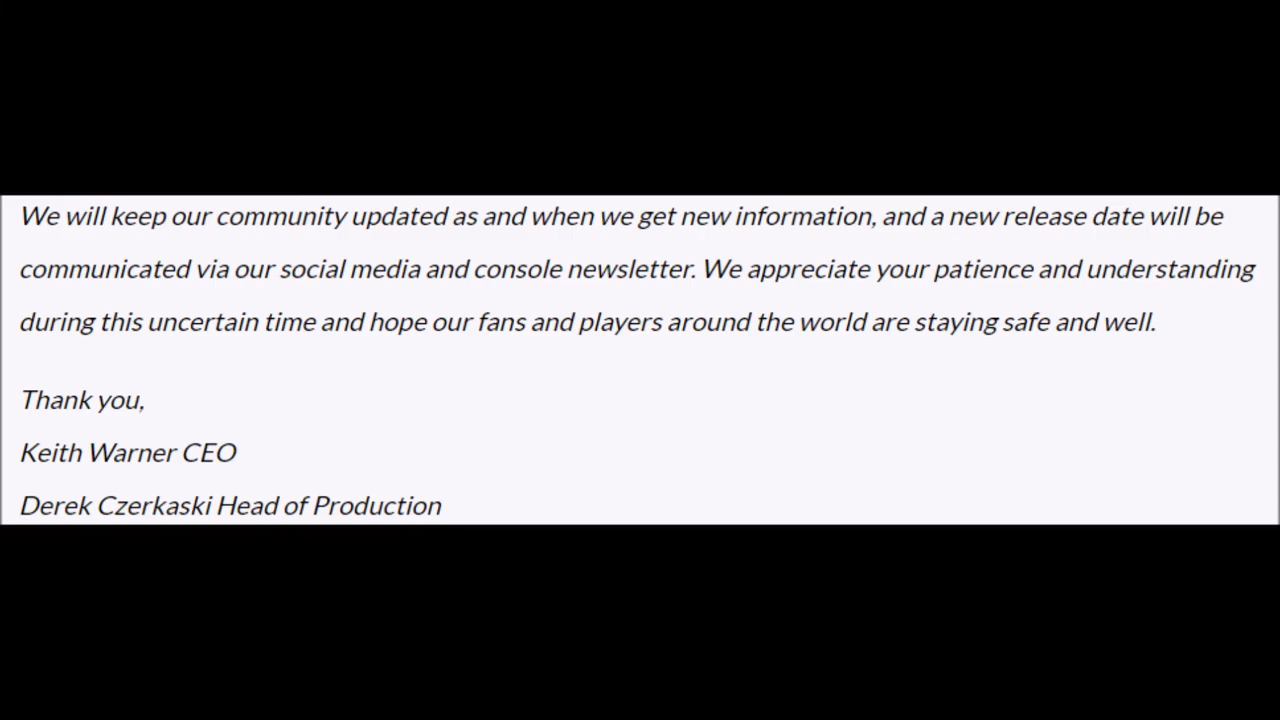 We will keep our community updated as and when we get new information, and a new release date will be
communicated via our social media and console newsletter. We appreciate your patience and understanding
during this uncertain time and hope our fans and players around the world are staying safe and well.
Thank you,
Keith Warner CEO
Derek Czerkaski Head of Production